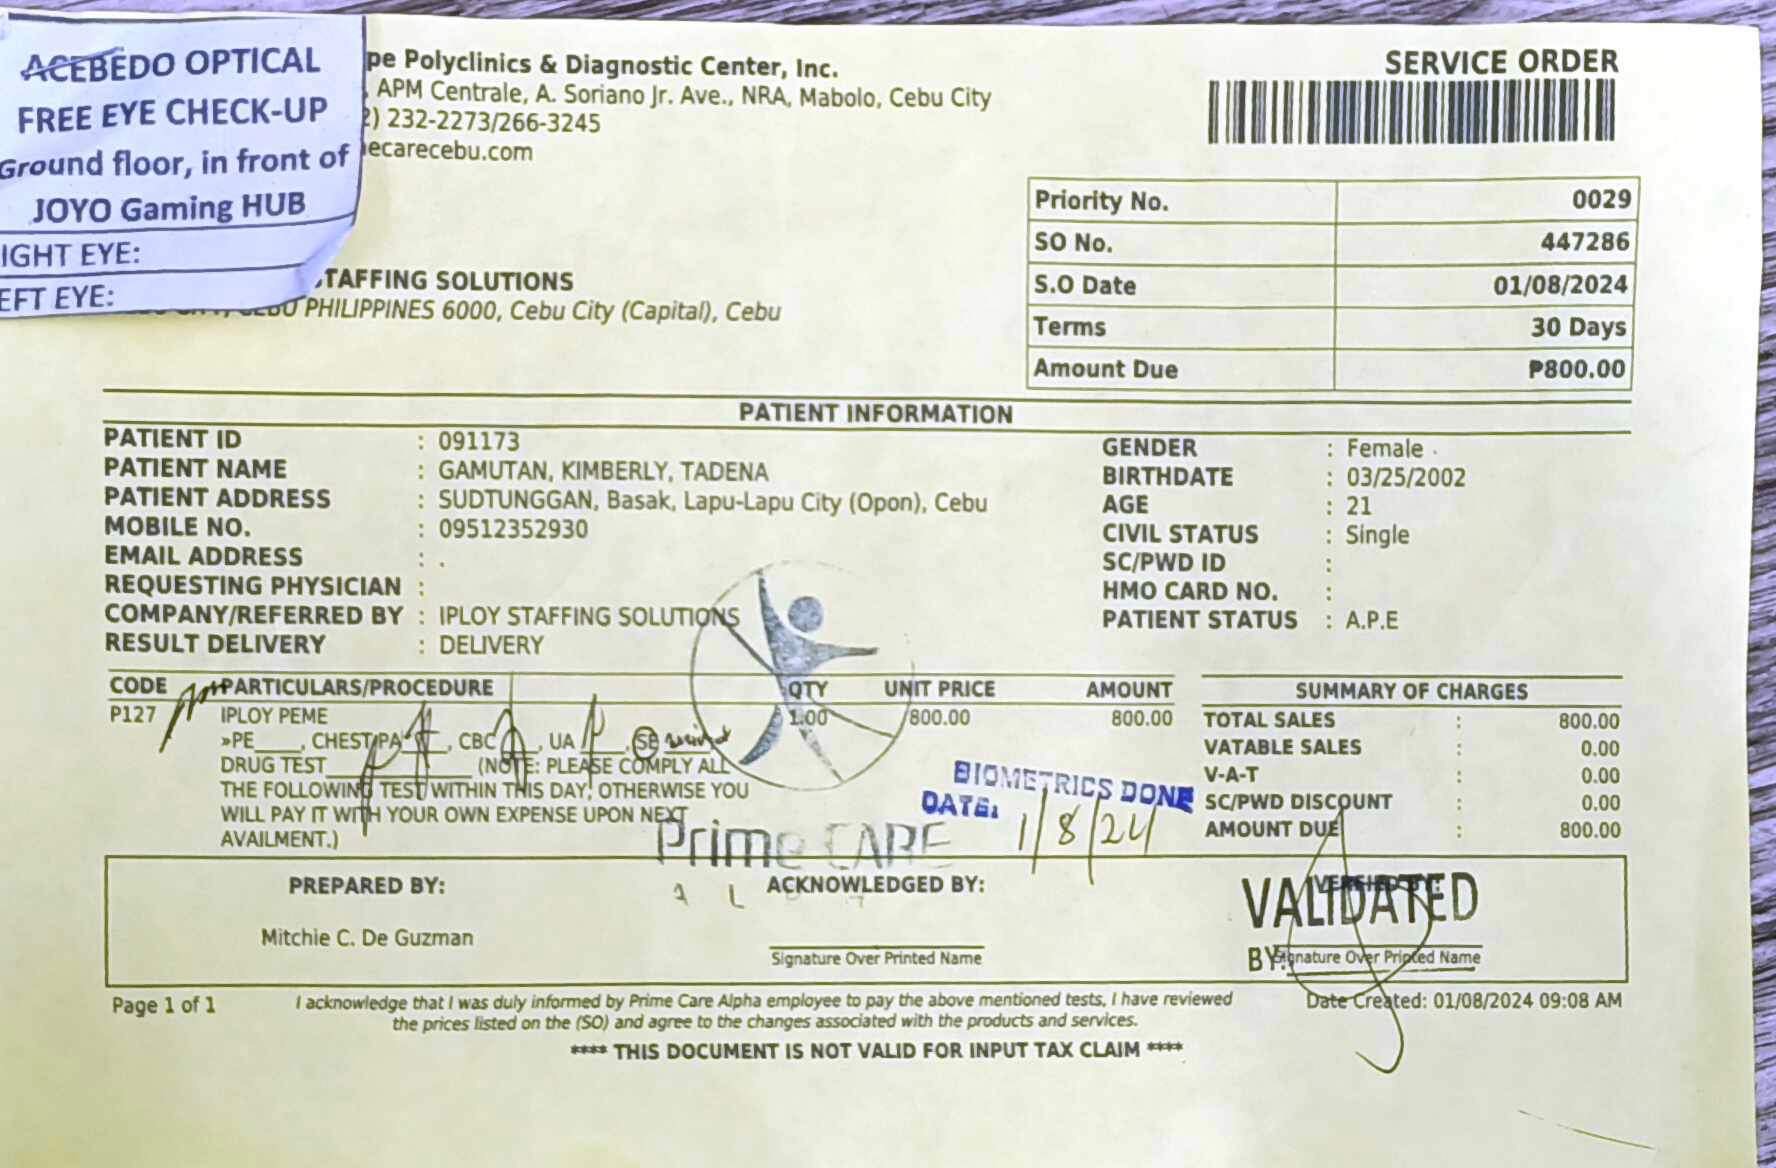 ACEBEDO OPTICAL
FREE EYE CHECK-UP
Ground floor, in front of
JOYO Gaming HUB
IGHT EYE:
EFT EYE:
pe Polyclinics & Diagnostic Center, Inc.
, APM Centrale, A. Soriano Jr. Ave., NRA, Mabolo, Cebu City
2) 232-2273/266-3245
ecarecebu.com
SERVICE ORDER
Priority No. 0029
SO No. 447286
S.O Date 01/08/2024
Terms 30 Days
Amount Due ₱800.00
TAFFING SOLUTIONS
PHILIPPINES 6000, Cebu City (Capital), Cebu
PATIENT INFORMATION
PATIENT ID : 091173
PATIENT NAME : GAMUTAN, KIMBERLY, TADENA
PATIENT ADDRESS : SUDTUNGGAN, Basak, Lapu-Lapu City (Opon), Cebu
MOBILE NO. : 09512352930
EMAIL ADDRESS : .
REQUESTING PHYSICIAN :
COMPANY/REFERRED BY : IPLOY STAFFING SOLUTIONS
RESULT DELIVERY : DELIVERY
GENDER : Female
BIRTHDATE : 03/25/2002
AGE : 21
CIVIL STATUS : Single
SC/PWD ID :
HMO CARD NO. :
PATIENT STATUS : A.P.E
CODE PARTICULARS/PROCEDURE QTY UNIT PRICE AMOUNT
P127 IPLOY PEME 1.00 800.00 800.00
»PE____, CHEST PA____, CBC____, UA____, SE
DRUG TEST____________ (NOTE: PLEASE COMPLY ALL
THE FOLLOWING TEST WITHIN THIS DAY, OTHERWISE YOU
WILL PAY IT WITH YOUR OWN EXPENSE UPON NEXT
AVAILMENT.)
SUMMARY OF CHARGES
TOTAL SALES : 800.00
VATABLE SALES : 0.00
V-A-T : 0.00
SC/PWD DISCOUNT : 0.00
AMOUNT DUE : 800.00
BIOMETRICS DONE
DATE: 1/8/24
Prime CARE
PREPARED BY:
Mitchie C. De Guzman
ACKNOWLEDGED BY:
Signature Over Printed Name
VALIDATED
BY:
Signature Over Printed Name
Page 1 of 1
I acknowledge that I was duly informed by Prime Care Alpha employee to pay the above mentioned tests, I have reviewed
the prices listed on the (SO) and agree to the changes associated with the products and services.
Date Created: 01/08/2024 09:08 AM
**** THIS DOCUMENT IS NOT VALID FOR INPUT TAX CLAIM ****